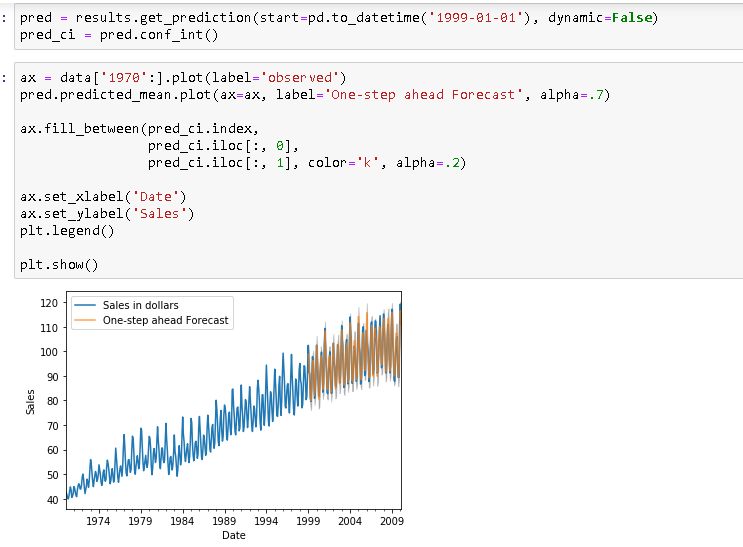 : pred = results.get_prediction(start=pd.to_datetime('1999-01-01'), dynamic=False)
pred_ci = pred.conf_int()
: ax = data['1970':].plot(label='observed')
pred.predicted_mean.plot(ax=ax, label='One-step ahead Forecast', alpha=.7)
ax.fill_between(pred_ci.index,
pred_ci.iloc[:, 0],
pred_ci.iloc[:, 1], color='k', alpha=.2)
ax.set_xlabel('Date')
ax.set_ylabel('Sales')
plt.legend()
plt.show()
Sales in dollars
One-step ahead Forecast
120
110
100
90
80
70
60
50
40
Sales
1974 1979 1984 1989 1994 1999 2004 2009
Date